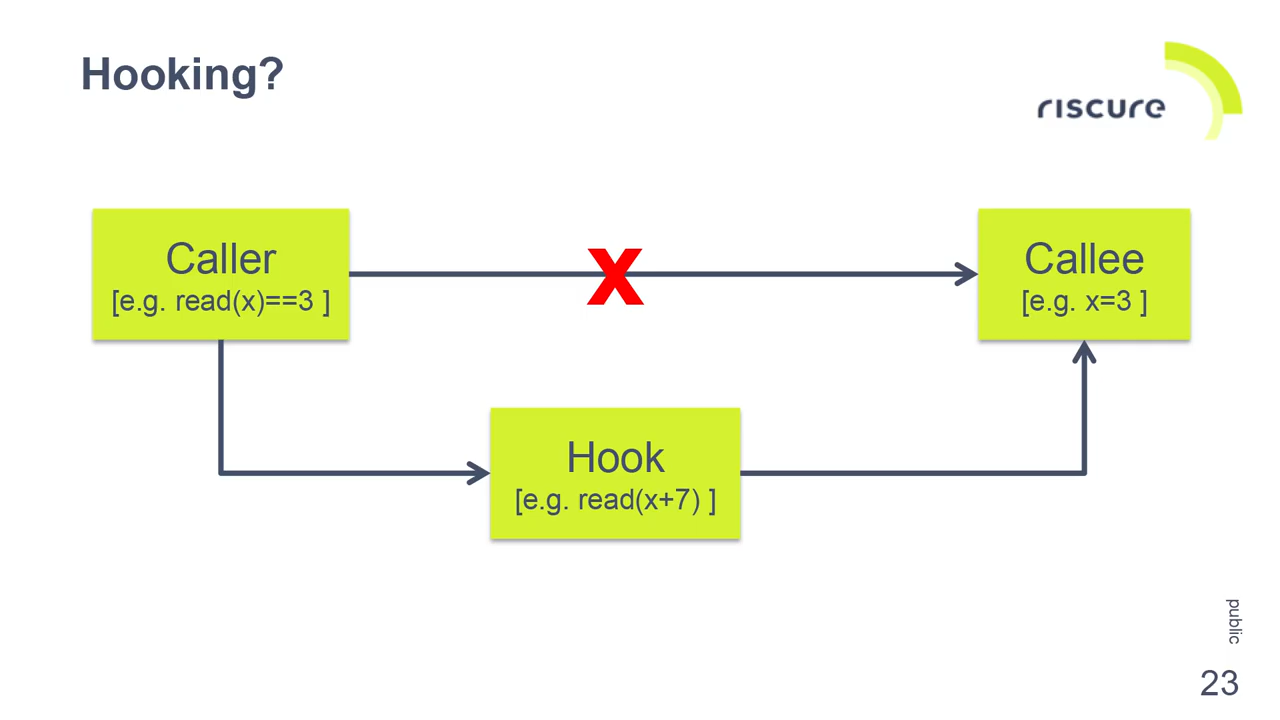 Hooking?
riscure
Caller
[e.g. read(x)==3 ]
X
Callee
[e.g. x=3 ]
Hook
[e.g. read(x+7) ]
public
23